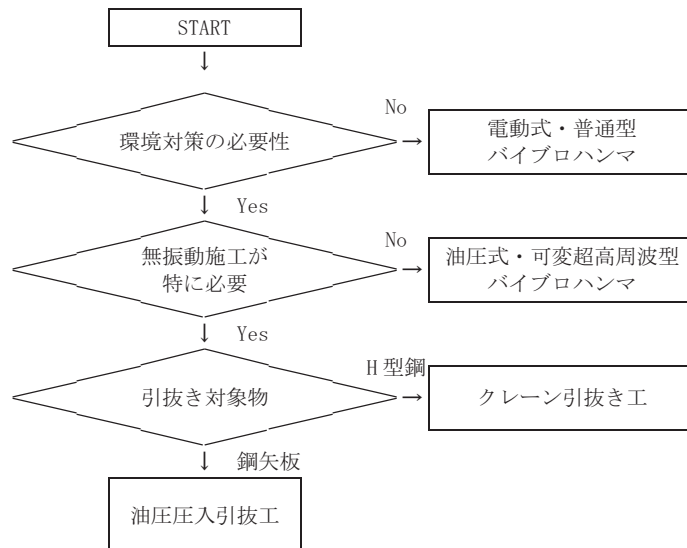 START
↓
No
環境対策の必要性
→
電動式・普通型
バイブロハンマ
↓ Yes
No
無振動施工が
特に必要
→
油圧式・可変超高周波型
バイブロハンマ
↓ Yes
H型鋼
引抜き対象物
→
クレーン引抜き工
↓ 鋼矢板
油圧圧入引抜工